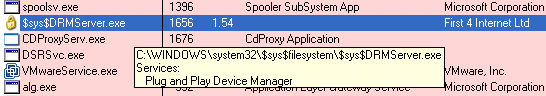 spoolsv.exe 1396 Spooler SubSystem App Microsoft Corporation
$sys$DRMServer.exe 1656 1.54 First 4 Internet Ltd
CDProxyServ.exe 1676 CdProxy Application
DSRSvc.exe
C:\WINDOWS\system32\$sys$filesystem\$sys$DRMServer.exe
Services:
Plug and Play Device Manager
VMwareService.exe VMware, Inc.
alg.exe Application Layer Gateway Service Microsoft Corporation